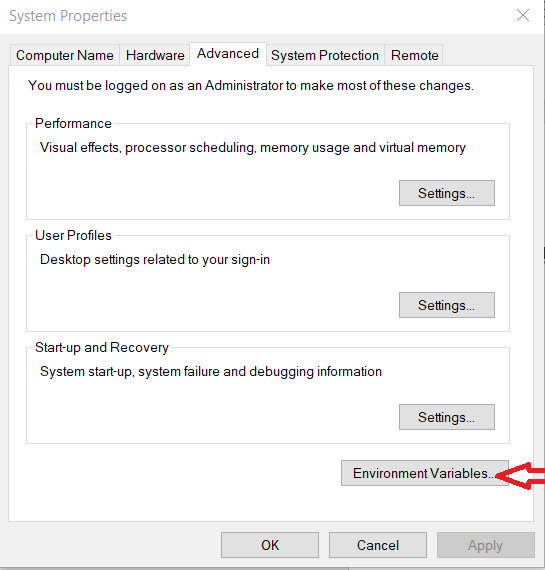 System Properties
Computer Name Hardware Advanced System Protection Remote
You must be logged on as an Administrator to make most of these changes.
Performance
Visual effects, processor scheduling, memory usage and virtual memory
Settings...
User Profiles
Desktop settings related to your sign-in
Settings...
Start-up and Recovery
System start-up, system failure and debugging information
Settings...
Environment Variables...
OK Cancel Apply